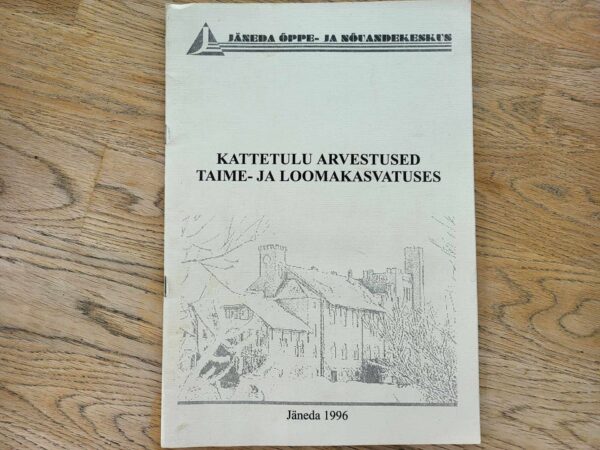 JÄNEDA ÕPPE- JA NÕUANDEKESKUS
KATTETULU ARVESTUSED
TAIME- JA LOOMAKASVATUSES
Jäneda 1996